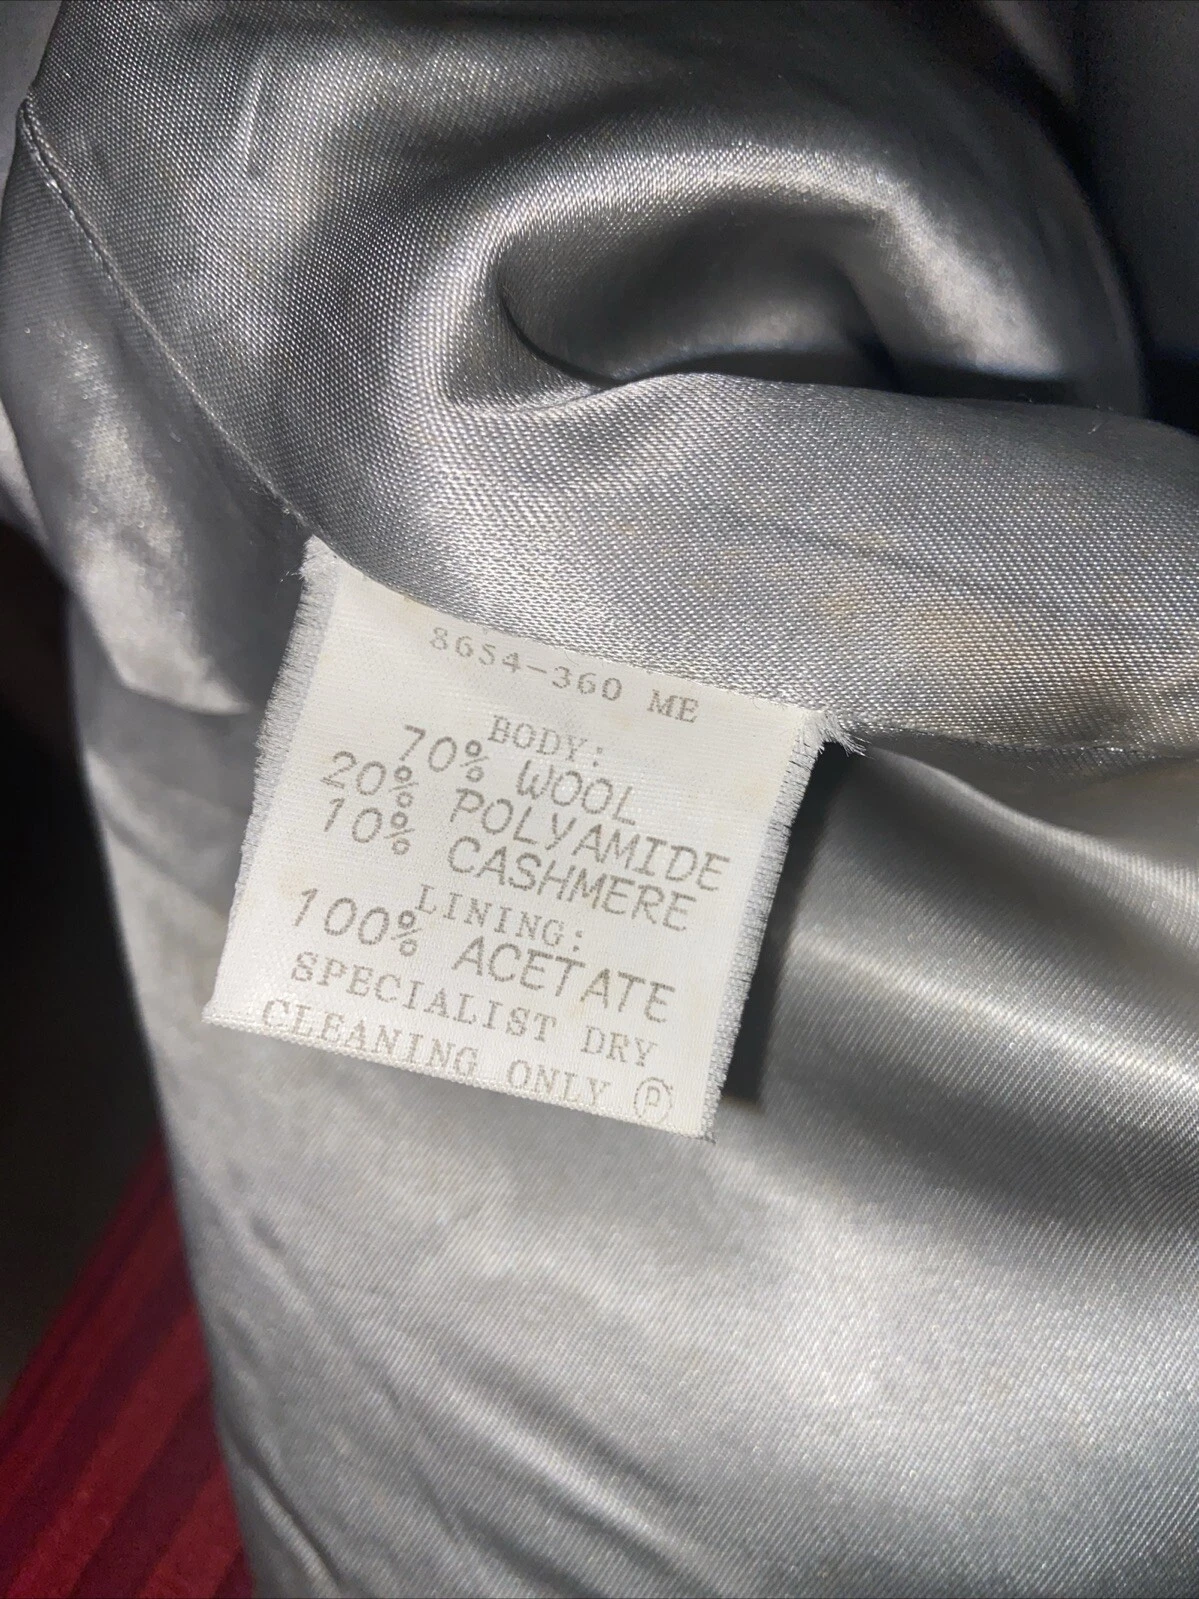 8654-360 ME
BODY:
70% WOOL
20% POLYAMIDE
10% CASHMERE
LINING:
100% ACETATE
SPECIALIST DRY
CLEANING ONLY Ⓟ